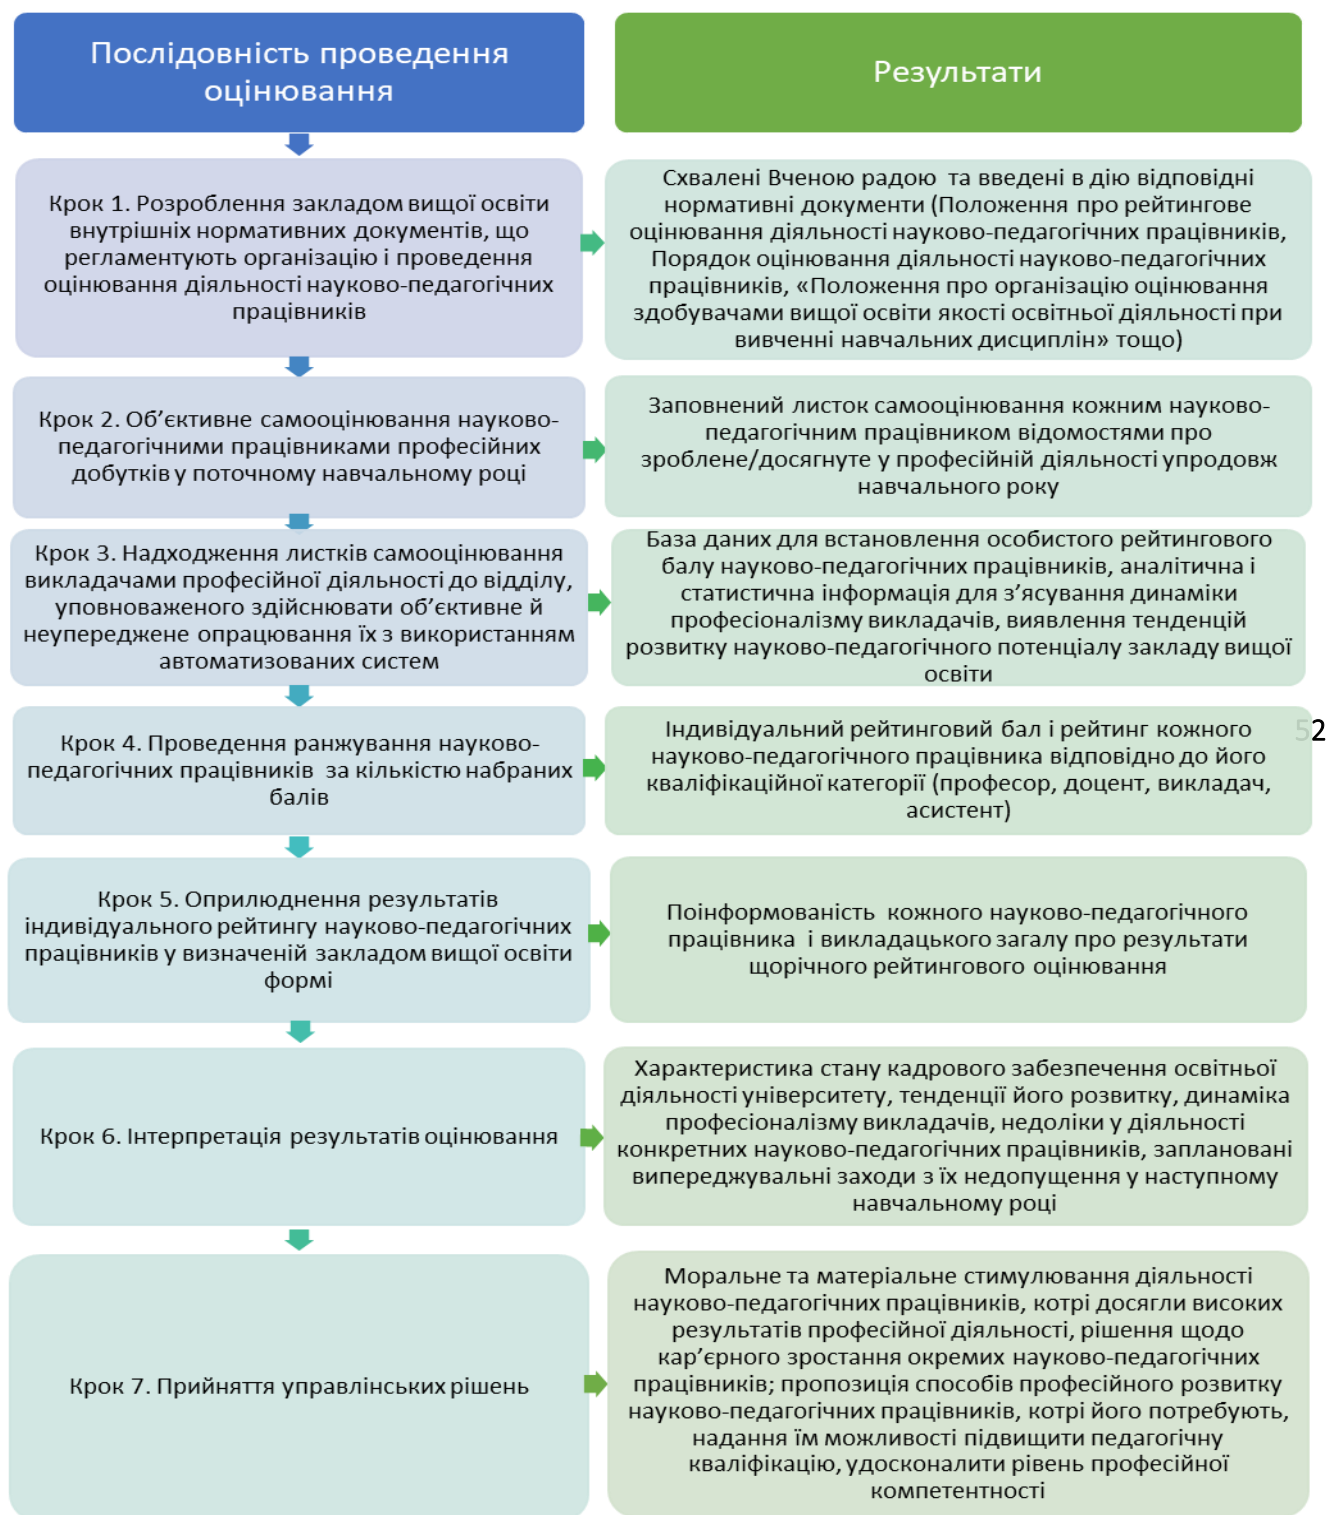 Послідовність проведення
оцінювання
Результати
Крок 1. Розроблення закладом вищої освіти
внутрішніх нормативних документів, що
регламентують організацію і проведення
оцінювання діяльності науково-педагогічних
працівників
Схвалені Вченою радою та введені в дію відповідні
нормативні документи (Положення про рейтингове
оцінювання діяльності науково-педагогічних працівників,
Порядок оцінювання діяльності науково-педагогічних
працівників, «Положення про організацію оцінювання
здобувачами вищої освіти якості освітньої діяльності при
вивченні навчальних дисциплін» тощо)
Крок 2. Об’єктивне самооцінювання науково-
педагогічними працівниками професійних
добутків у поточному навчальному році
Заповнений листок самооцінювання кожним науково-
педагогічним працівником відомостями про
зроблене/досягнуте у професійній діяльності упродовж
навчального року
Крок 3. Надходження листків самооцінювання
викладачами професійної діяльності до відділу,
уповноваженого здійснювати об’єктивне й
неупереджене опрацювання їх з використанням
автоматизованих систем
База даних для встановлення особистого рейтингового
балу науково-педагогічних працівників, аналітична і
статистична інформація для з’ясування динаміки
професіоналізму викладачів, виявлення тенденцій
розвитку науково-педагогічного потенціалу закладу вищої
освіти
Крок 4. Проведення ранжування науково-
педагогічних працівників за кількістю набраних
балів
Індивідуальний рейтинговий бал і рейтинг кожного
науково-педагогічного працівника відповідно до його
кваліфікаційної категорії (професор, доцент, викладач,
асистент)
52
Крок 5. Оприлюднення результатів
індивідуального рейтингу науково-педагогічних
працівників у визначеній закладом вищої освіти
формі
Поінформованість кожного науково-педагогічного
працівника і викладацького загалу про результати
щорічного рейтингового оцінювання
Крок 6. Інтерпретація результатів оцінювання
Характеристика стану кадрового забезпечення освітньої
діяльності університету, тенденції його розвитку, динаміка
професіоналізму викладачів, недоліки у діяльності
конкретних науково-педагогічних працівників, заплановані
випереджувальні заходи з їх недопущення у наступному
навчальному році
Крок 7. Прийняття управлінських рішень
Моральне та матеріальне стимулювання діяльності
науково-педагогічних працівників, котрі досягли високих
результатів професійної діяльності, рішення щодо
кар’єрного зростання окремих науково-педагогічних
працівників; пропозиція способів професійного розвитку
науково-педагогічних працівників, котрі його потребують,
надання їм можливості підвищити педагогічну
кваліфікацію, удосконалити рівень професійної
компетентності